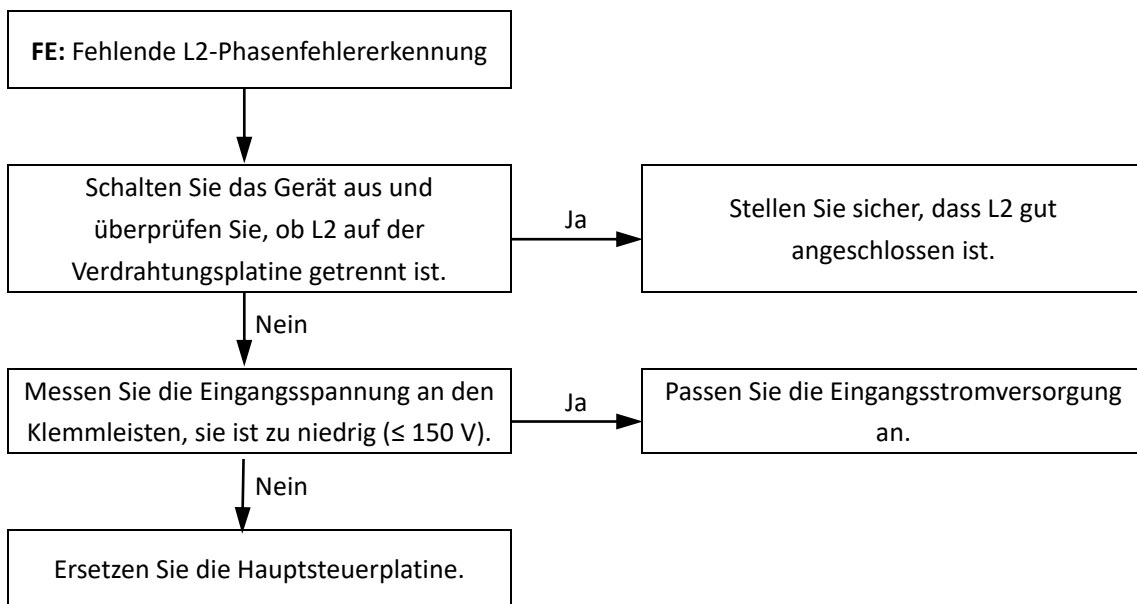 FE: Fehlende L2-Phasenfehlererkennung
Schalten Sie das Gerät aus und
überprüfen Sie, ob L2 auf der
Verdrahtungsplatine getrennt ist.
Ja
Stellen Sie sicher, dass L2 gut
angeschlossen ist.
Nein
Messen Sie die Eingangsspannung an den
Klemmleisten, sie ist zu niedrig (≤ 150 V).
Ja
Passen Sie die Eingangsstromversorgung
an.
Nein
Ersetzen Sie die Hauptsteuerplatine.